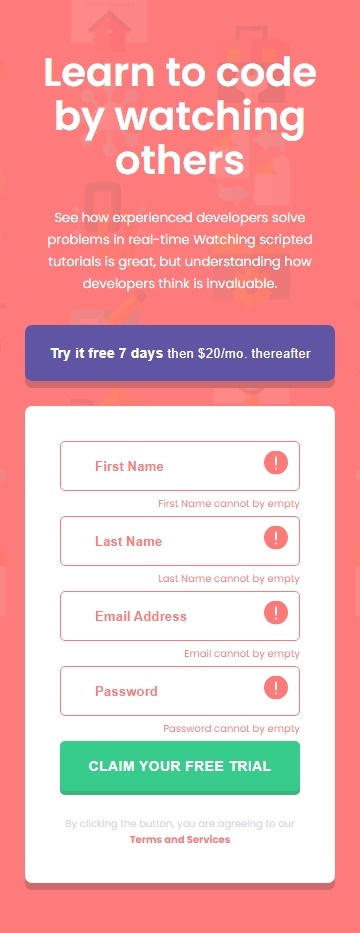 Learn to code
by watching
others
See how experienced developers solve
problems in real-time Watching scripted
tutorials is great, but understanding how
developers think is invaluable.
Try it free 7 days then $20/mo. thereafter
First Name !
First Name cannot by empty
Last Name !
Last Name cannot by empty
Email Address !
Email cannot by empty
Password !
Password cannot by empty
CLAIM YOUR FREE TRIAL
By clicking the button, you are agreeing to our
Terms and Services